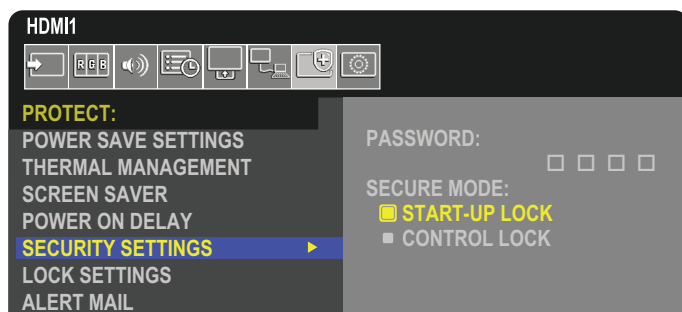 HDMI1
R G B
PROTECT:
POWER SAVE SETTINGS
THERMAL MANAGEMENT
SCREEN SAVER
POWER ON DELAY
SECURITY SETTINGS
LOCK SETTINGS
ALERT MAIL
PASSWORD:
SECURE MODE:
START-UP LOCK
CONTROL LOCK